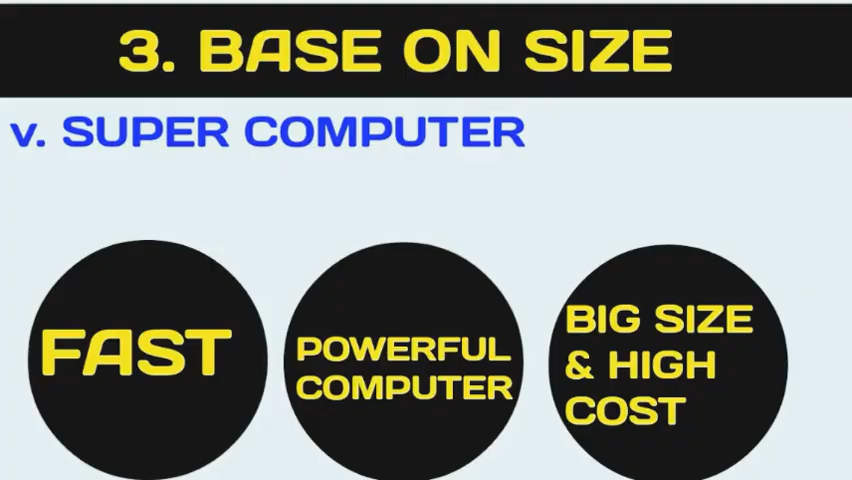 3. BASE ON SIZE
v. SUPER COMPUTER
FAST
POWERFUL
COMPUTER
BIG SIZE
& HIGH
COST